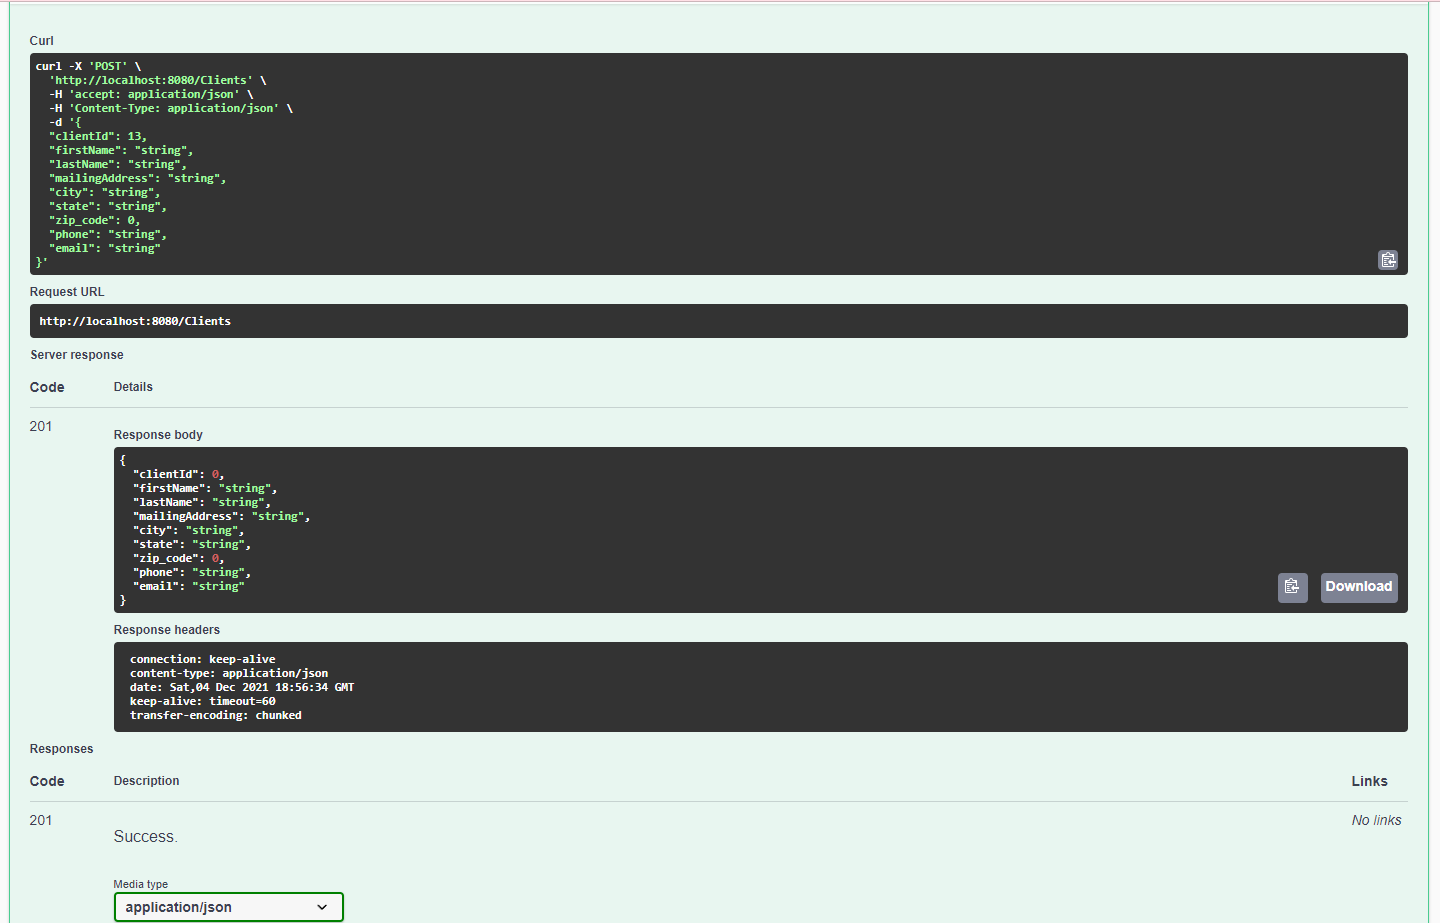 Curl
curl -X 'POST' \
'http://localhost:8080/Clients' \
-H 'accept: application/json' \
-H 'Content-Type: application/json' \
-d '{
"clientId": 13,
"firstName": "string",
"lastName": "string",
"mailingAddress": "string",
"city": "string",
"state": "string",
"zip_code": 0,
"phone": "string",
"email": "string"
}'
Request URL
http://localhost:8080/Clients
Server response
Code Details
201
Response body
{
"clientId": 0,
"firstName": "string",
"lastName": "string",
"mailingAddress": "string",
"city": "string",
"state": "string",
"zip_code": 0,
"phone": "string",
"email": "string"
}
Download
Response headers
connection: keep-alive
content-type: application/json
date: Sat,04 Dec 2021 18:56:34 GMT
keep-alive: timeout=60
transfer-encoding: chunked
Responses
Code Description Links
201 No links
Success.
Media type
application/json